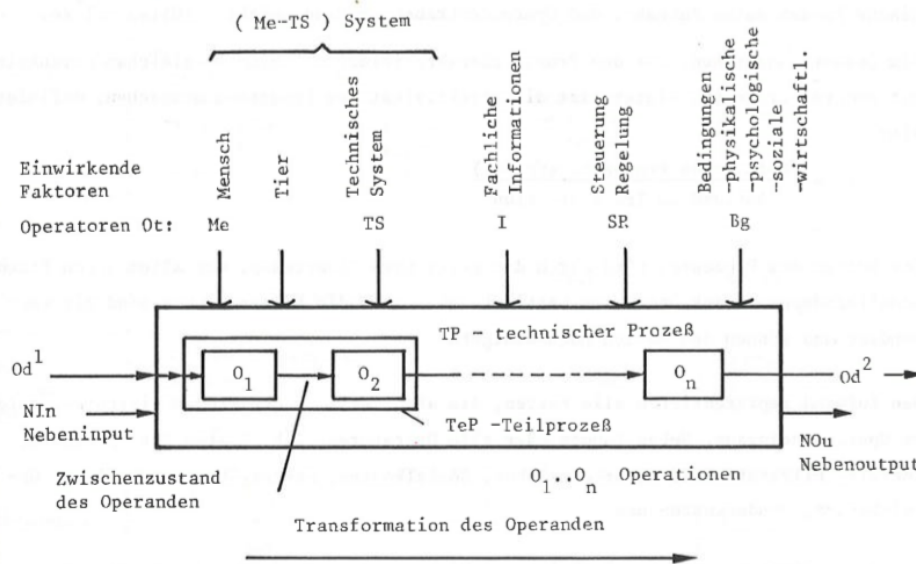 ( Me-TS ) System
Einwirkende
Faktoren
Mensch
Tier
Technisches
System
Fachliche
Informationen
Steuerung
Regelung
Bedingungen
-physikalische
-psychologische
-soziale
-wirtschaftl.
Operatoren Ot: Me TS I SR Bg
TP - technischer Prozeß
Od1 O1 O2 On Od2
NIn
Nebeninput
TeP -Teilprozeß
NOu
Nebenoutput
Zwischenzustand
des Operanden
O1..On Operationen
Transformation des Operanden